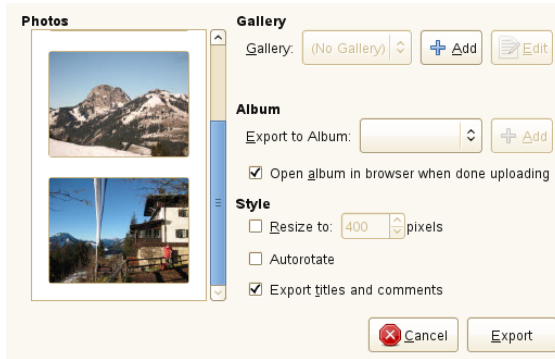 Photos
Gallery
Gallery: (No Gallery) Add Edit
Album
Export to Album: Add
Open album in browser when done uploading
Style
Resize to: 400 pixels
Autorotate
Export titles and comments
Cancel Export